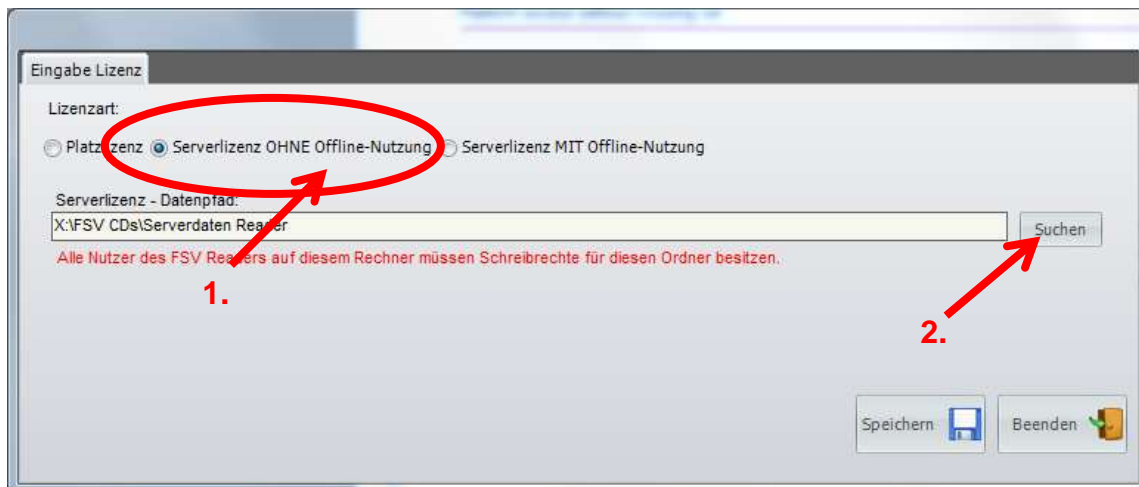 Eingabe Lizenz
Lizenzart:
Serverlizenz OHNE Offline-Nutzung Serverlizenz MIT Offline-Nutzung
Serverlizenz - Datenpfad:
X:\FSV CDs\Serverdaten Reader
Suchen
Alle Nutzer des FSV Readers auf diesem Rechner müssen Schreibrechte für diesen Ordner besitzen.
1.
2.
Speichern
Beenden